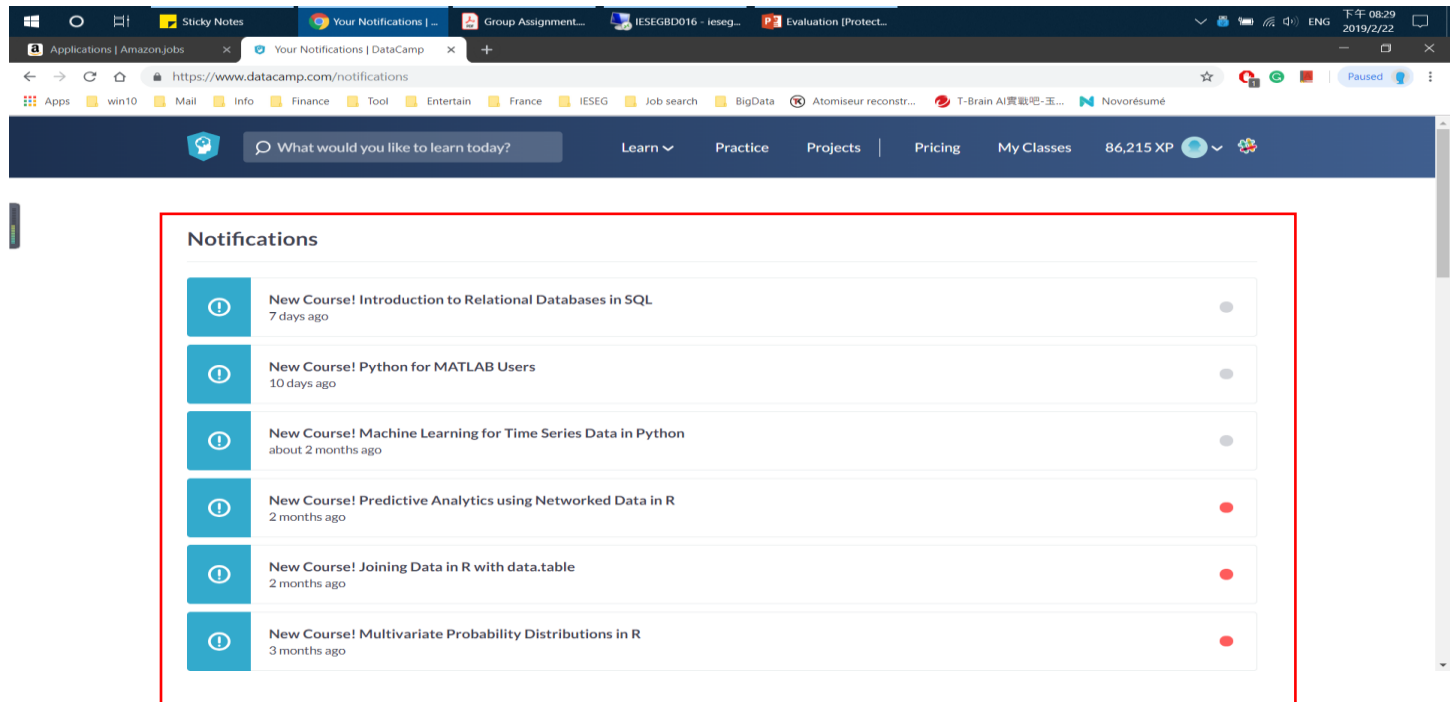 Sticky Notes
Your Notifications | ...
Group Assignment....
IESEGBD016 - ieseg...
Evaluation [Protect...
ENG
下午 08:29
2019/2/22
Applications | Amazon.jobs
Your Notifications | DataCamp
https://www.datacamp.com/notifications
1
Paused
Apps
win10
Mail
Info
Finance
Tool
Entertain
France
IESEG
Job search
BigData
Atomiseur reconstr...
T-Brain AI實戰吧-玉...
Novorésumé
What would you like to learn today?
Learn
Practice
Projects
Pricing
My Classes
86,215 XP
Notifications
New Course! Introduction to Relational Databases in SQL
7 days ago
New Course! Python for MATLAB Users
10 days ago
New Course! Machine Learning for Time Series Data in Python
about 2 months ago
New Course! Predictive Analytics using Networked Data in R
2 months ago
New Course! Joining Data in R with data.table
2 months ago
New Course! Multivariate Probability Distributions in R
3 months ago